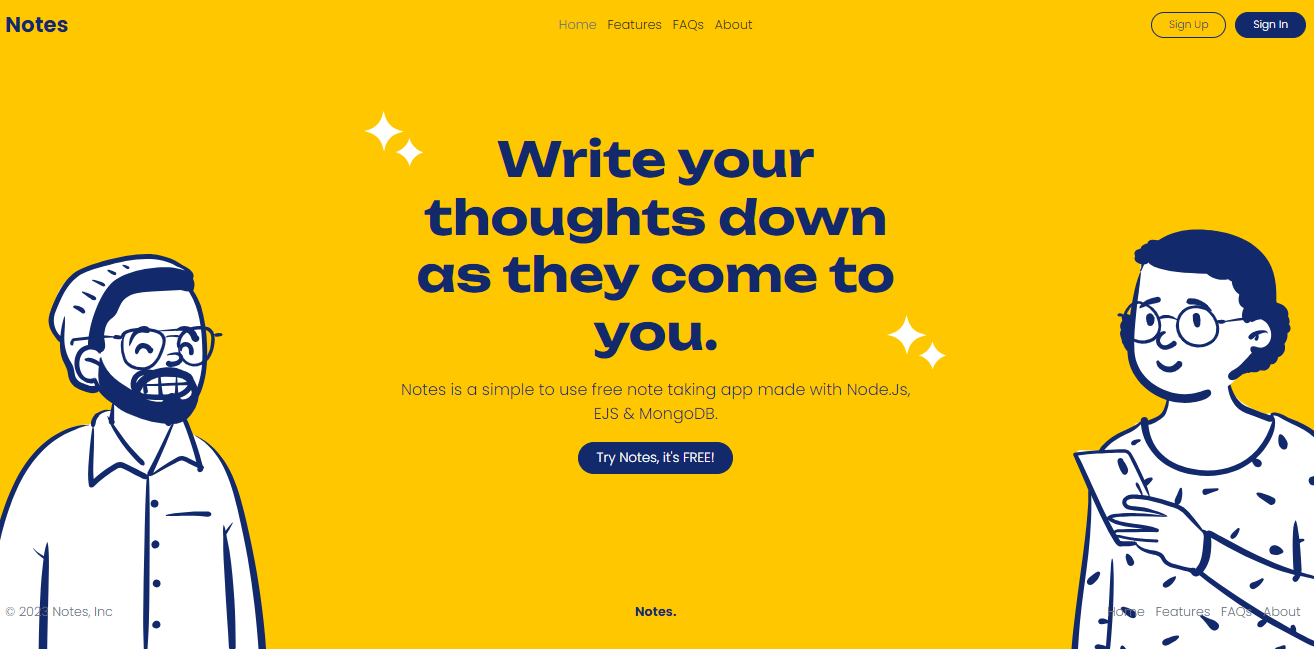 Notes
Home Features FAQs About
Sign Up Sign In
Write your
thoughts down
as they come to
you.
Notes is a simple to use free note taking app made with Node.Js,
EJS & MongoDB.
Try Notes, it's FREE!
© 2023 Notes, Inc
Notes.
Home Features FAQs About